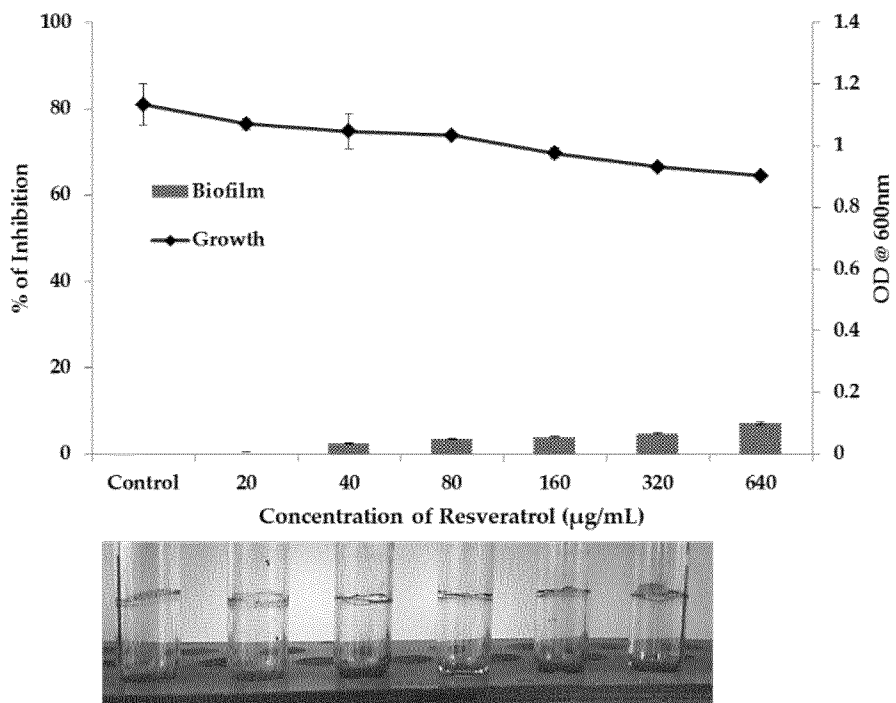 100
80
60
40
20
0
% of Inhibition
1.4
1.2
1
0.8
0.6
0.4
0.2
0
OD @ 600nm
Biofilm
Growth
Control 20 40 80 160 320 640
Concentration of Resveratrol (µg/mL)